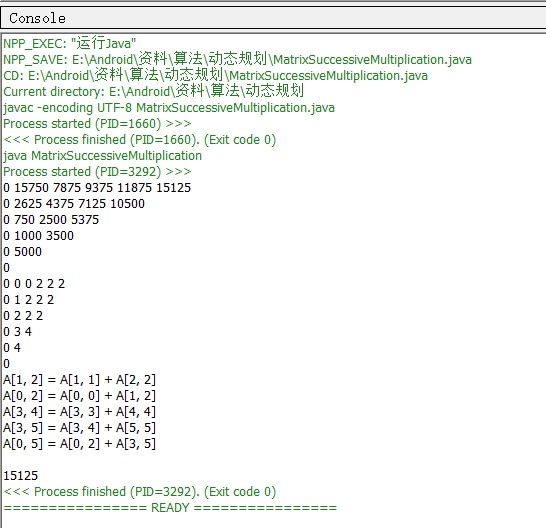 Console
NPP_EXEC: "运行Java"
NPP_SAVE: E:\Android\资料\算法\动态规划\MatrixSuccessiveMultiplication.java
CD: E:\Android\资料\算法\动态规划\MatrixSuccessiveMultiplication.java
Current directory: E:\Android\资料\算法\动态规划
javac -encoding UTF-8 MatrixSuccessiveMultiplication.java
Process started (PID=1660) >>>
<<< Process finished (PID=1660). (Exit code 0)
java MatrixSuccessiveMultiplication
Process started (PID=3292) >>>
0 15750 7875 9375 11875 15125
0 2625 4375 7125 10500
0 750 2500 5375
0 1000 3500
0 5000
0
0 0 0 2 2 2
0 1 2 2 2
0 2 2 2
0 3 4
0 4
0
A[1, 2] = A[1, 1] + A[2, 2]
A[0, 2] = A[0, 0] + A[1, 2]
A[3, 4] = A[3, 3] + A[4, 4]
A[3, 5] = A[3, 4] + A[5, 5]
A[0, 5] = A[0, 2] + A[3, 5]
15125
<<< Process finished (PID=3292). (Exit code 0)
================ READY ================